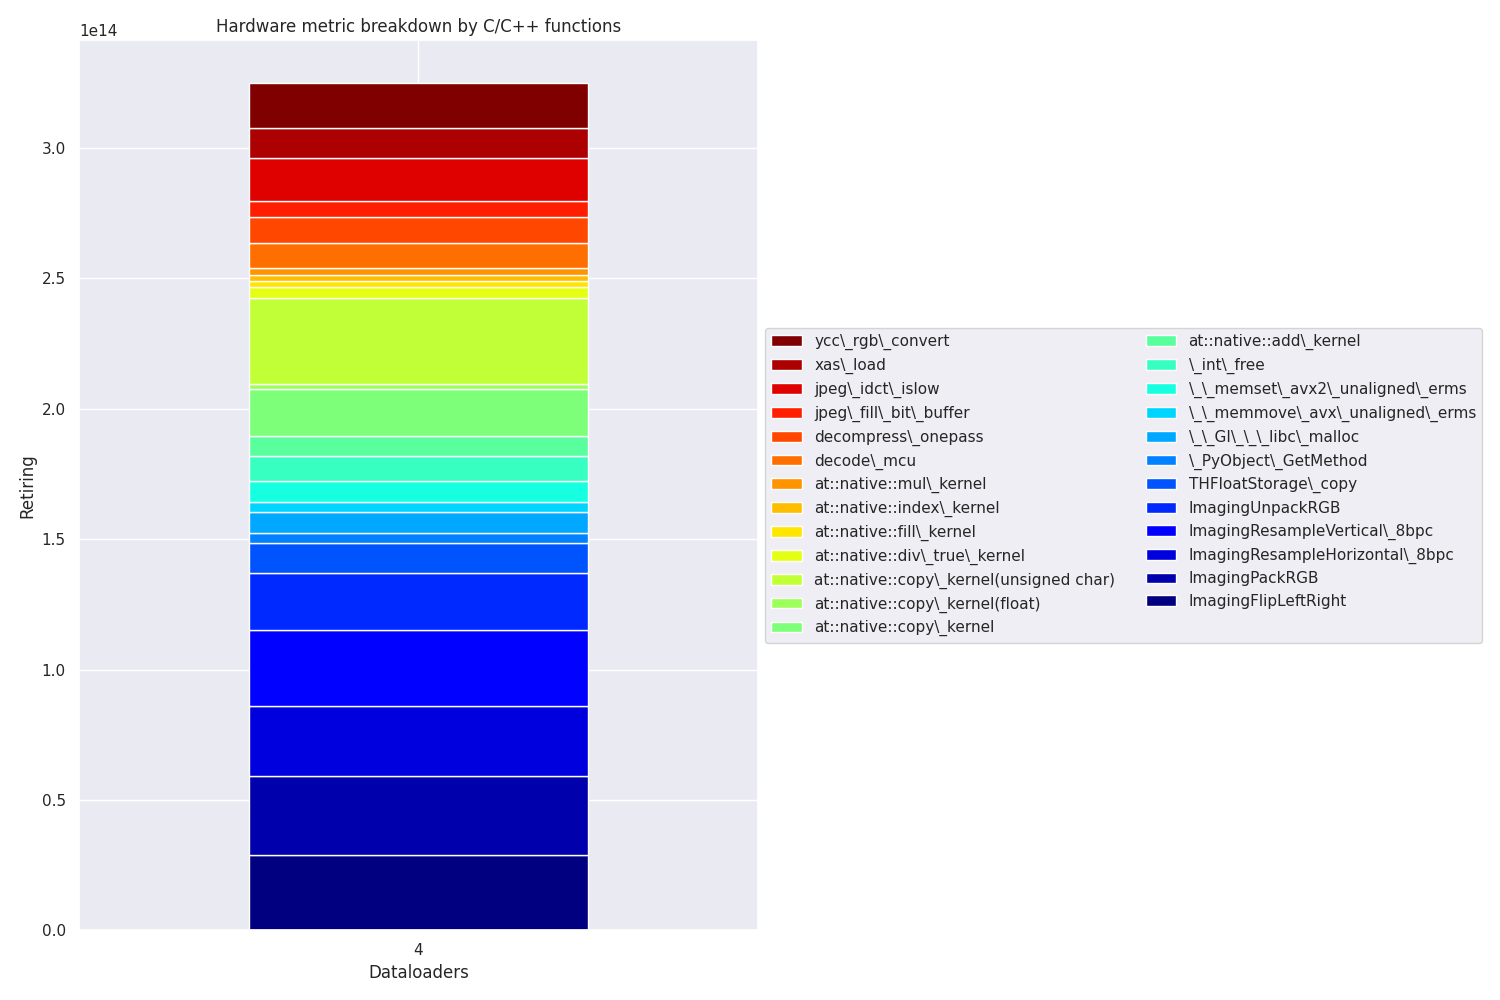 Hardware metric breakdown by C/C++ functions
1e14
3.0
2.5
2.0
1.5
1.0
0.5
0.0
Retiring
4
Dataloaders
ycc\_rgb\_convert
xas\_load
jpeg\_idct\_islow
jpeg\_fill\_bit\_buffer
decompress\_onepass
decode\_mcu
at::native::mul\_kernel
at::native::index\_kernel
at::native::fill\_kernel
at::native::div\_true\_kernel
at::native::copy\_kernel(unsigned char)
at::native::copy\_kernel(float)
at::native::copy\_kernel
at::native::add\_kernel
\_int\_free
\_\_memset\_avx2\_unaligned\_erms
\_\_memmove\_avx\_unaligned\_erms
\_\_GI\_\_\_libc\_malloc
\_PyObject\_GetMethod
THFloatStorage\_copy
ImagingUnpackRGB
ImagingResampleVertical\_8bpc
ImagingResampleHorizontal\_8bpc
ImagingPackRGB
ImagingFlipLeftRight